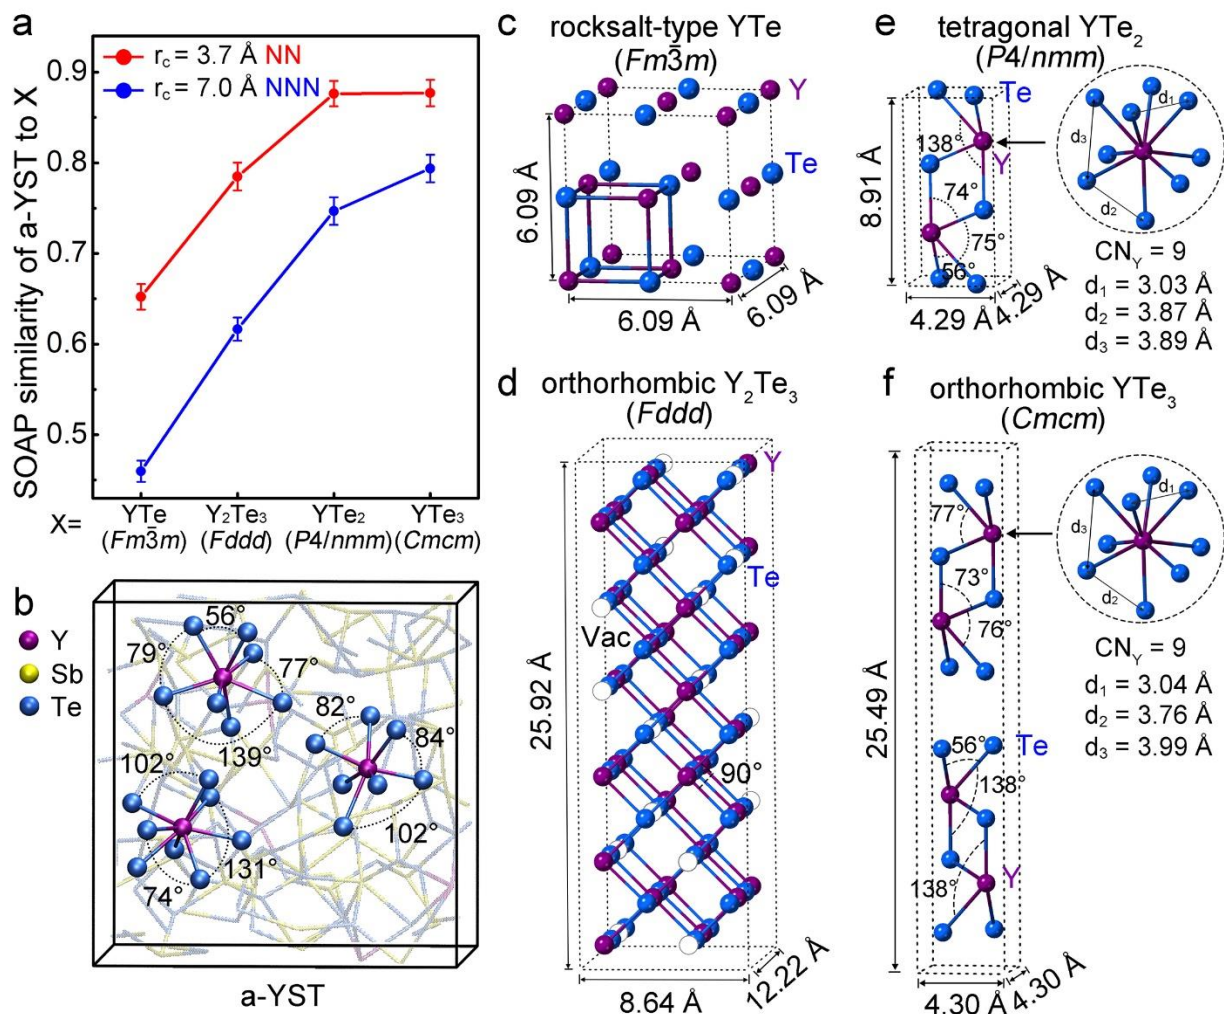 a
SOAP similarity of a-YST to X
r_c = 3.7 Å NN
r_c = 7.0 Å NNN
0.9
0.8
0.7
0.6
0.5
X=
YTe
Y₂Te₃
YTe₂
YTe₃
(Fm3̅m)
(Fddd)
(P4/nmm)
(Cmcm)
b
Y
Sb
Te
56°
79°
77°
139°
82°
84°
102°
102°
131°
74°
a-YST
c
rocksalt-type YTe
(Fm3̅m)
Y
Te
6.09 Å
6.09 Å
6.09 Å
d
orthorhombic Y₂Te₃
(Fddd)
Y
Te
Vac
90°
25.92 Å
8.64 Å
12.22 Å
e
tetragonal YTe₂
(P4/nmm)
Te
138°
Y
74°
75°
56°
8.91 Å
4.29 Å
4.29 Å
d₁
d₃
d₂
CN_Y = 9
d₁ = 3.03 Å
d₂ = 3.87 Å
d₃ = 3.89 Å
f
orthorhombic YTe₃
(Cmcm)
77°
73°
76°
56°
Te
138°
138°
Y
25.49 Å
4.30 Å
4.30 Å
d₁
d₃
d₂
CN_Y = 9
d₁ = 3.04 Å
d₂ = 3.76 Å
d₃ = 3.99 Å